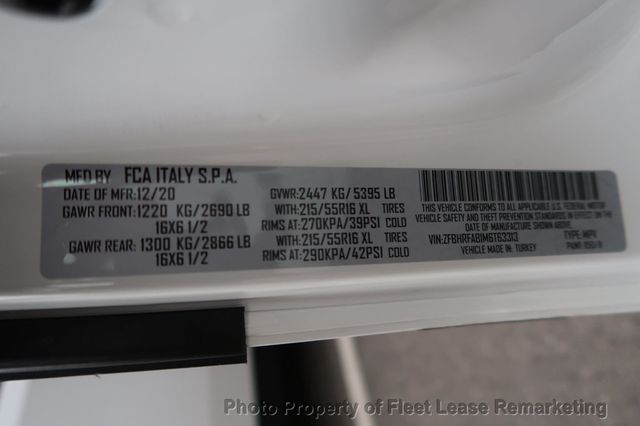 MFD BY FCA ITALY S.P.A.
DATE OF MFR:12/20 GVWR:2447 KG/5395 LB
GAWR FRONT:1220 KG/2690 LB WITH:215/55R16 XL TIRES
16X6 1/2 RIMS AT:270KPA/39PSI COLD
GAWR REAR: 1300 KG/2866 LB WITH:215/55R16 XL TIRES
16X6 1/2 RIMS AT:290KPA/42PSI COLD
THIS VEHICLE CONFORMS TO ALL APPLICABLE U.S. FEDERAL MOTOR
VEHICLE SAFETY AND THEFT PREVENTION STANDARDS IN EFFECT ON THE
DATE OF MANUFACTURE SHOWN ABOVE.
VIN:ZFBHRFAB1M6T63313 TYPE: MPV
VEHICLE MADE IN: TURKEY PAINT:
Photo Property of Fleet Lease Remarketing